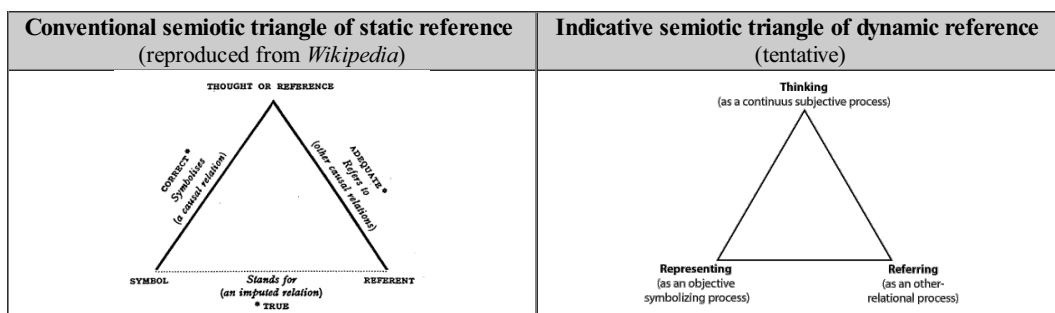 Conventional semiotic triangle of static reference
(reproduced from Wikipedia)
Indicative semiotic triangle of dynamic reference
(tentative)
THOUGHT OR REFERENCE
CORRECT*
Symbolises
(a causal relation)
ADEQUATE*
Refers to
(other causal relations)
SYMBOL
Stands for
(an imputed relation)
* TRUE
REFERENT
Thinking
(as a continuus subjective process)
Representing
(as an objective
symbolizing process)
Referring
(as an other-
relational process)